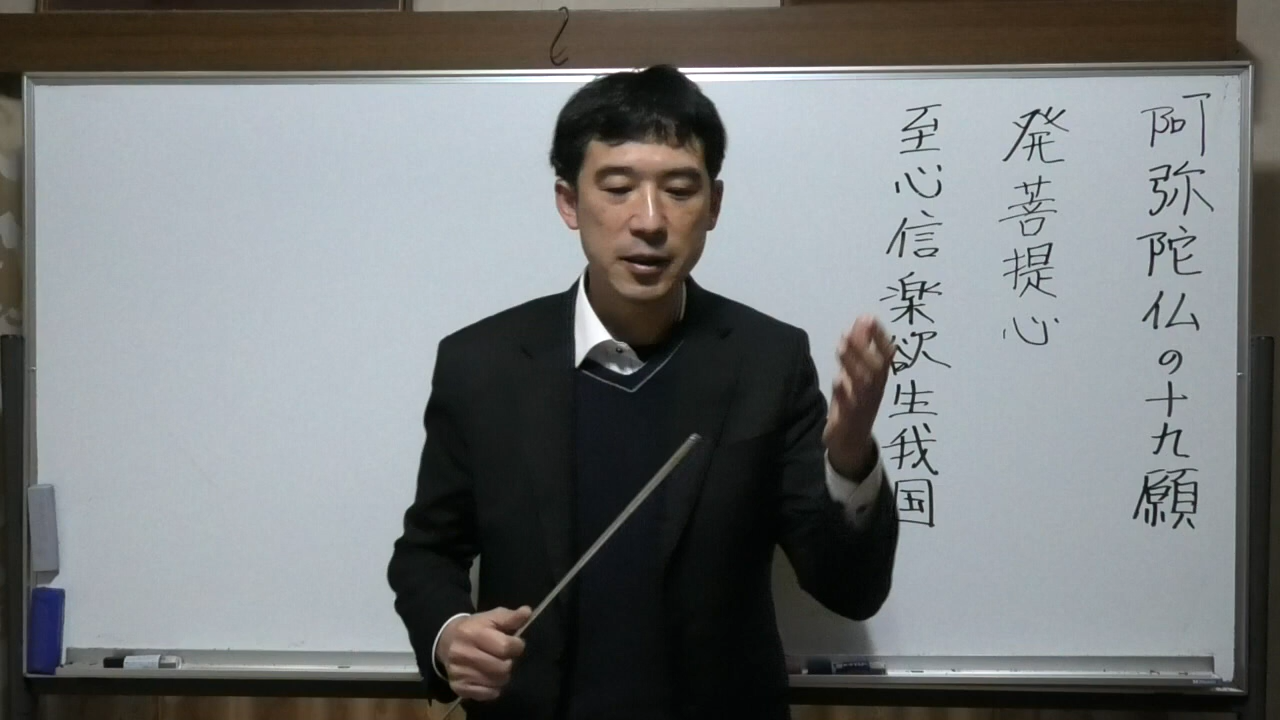 阿弥陀仏の十九願
発菩提心
至心信楽欲生我国